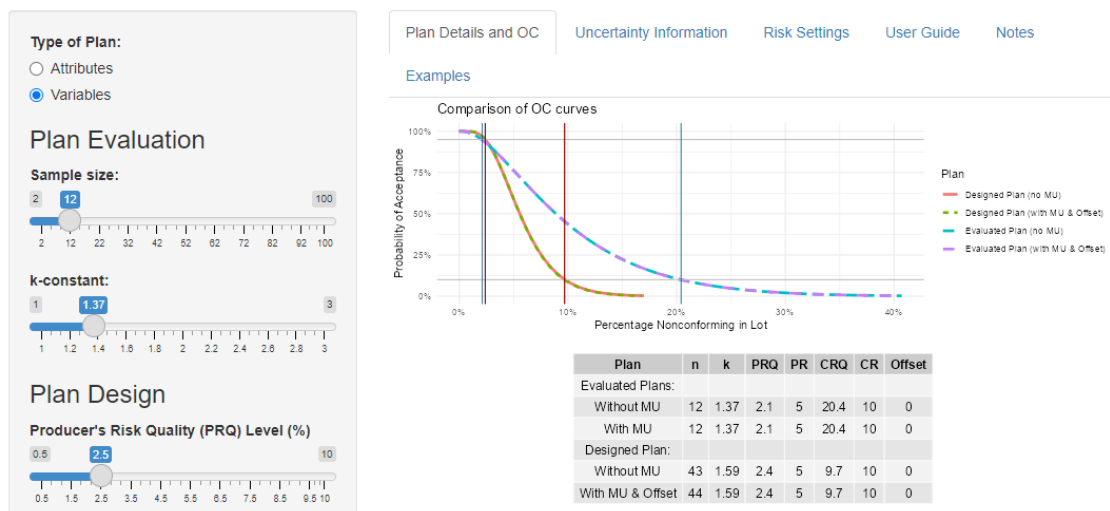 Type of Plan:
Attributes
Variables
Plan Evaluation
Sample size:
2 12 100
2 12 22 32 42 52 62 72 82 92 100
k-constant:
1 1.37 3
1 1.2 1.4 1.6 1.8 2 2.2 2.4 2.6 2.8 3
Plan Design
Producer's Risk Quality (PRQ) Level (%)
0.5 2.5 10
0.5 1.5 2.5 3.5 4.5 5.5 6.5 7.5 8.5 9.5 10
Plan Details and OC Uncertainty Information Risk Settings User Guide Notes
Examples
Comparison of OC curves
Probability of Acceptance
100%
75%
50%
25%
0%
0% 10% 20% 30% 40%
Percentage Nonconforming in Lot
Plan
Designed Plan (no MU)
Designed Plan (with MU & Offset)
Evaluated Plan (no MU)
Evaluated Plan (with MU & Offset)
Plan n k PRQ PR CRQ CR Offset
Evaluated Plans:
Without MU 12 1.37 2.1 5 20.4 10 0
With MU 12 1.37 2.1 5 20.4 10 0
Designed Plan:
Without MU 43 1.59 2.4 5 9.7 10 0
With MU & Offset 44 1.59 2.4 5 9.7 10 0